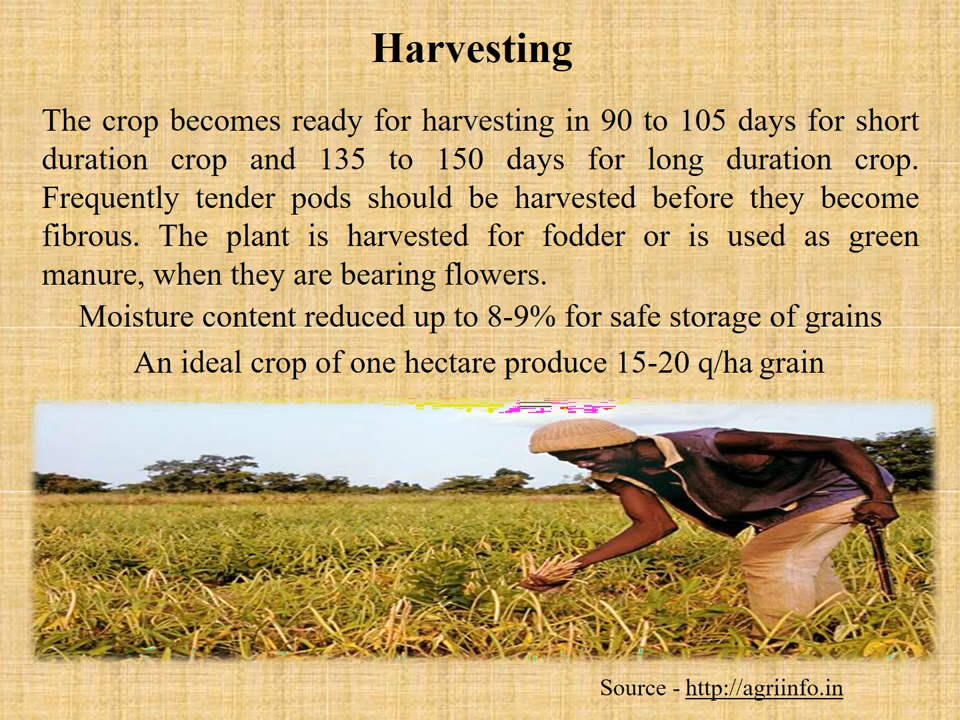 Harvesting
The crop becomes ready for harvesting in 90 to 105 days for short
duration crop and 135 to 150 days for long duration crop.
Frequently tender pods should be harvested before they become
fibrous. The plant is harvested for fodder or is used as green
manure, when they are bearing flowers.
Moisture content reduced up to 8-9% for safe storage of grains
An ideal crop of one hectare produce 15-20 q/ha grain
Source - http://agriinfo.in